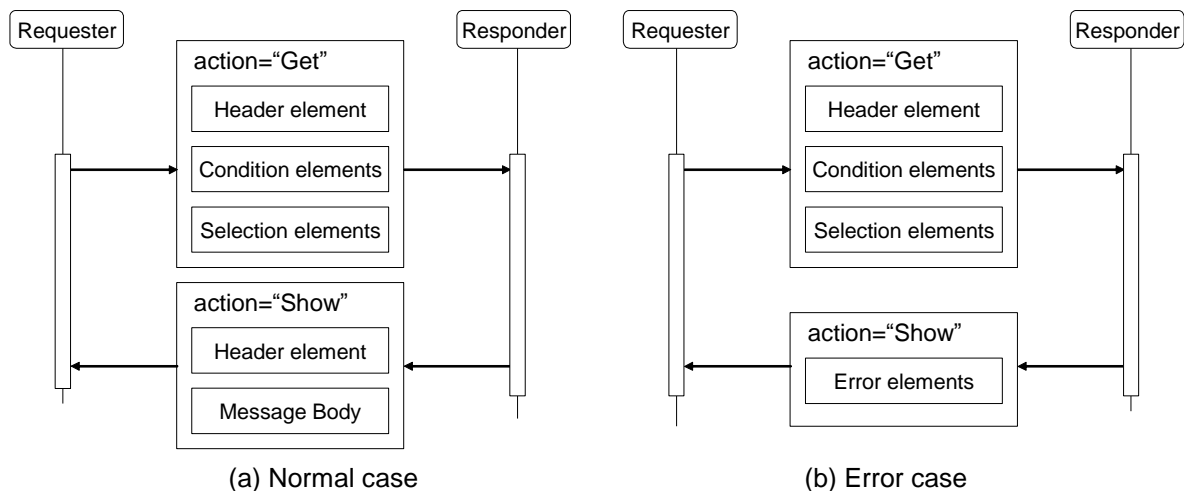 Requester
Responder
action=“Get”
Header element
Condition elements
Selection elements
action=“Show”
Header element
Message Body
(a) Normal case
Requester
Responder
action=“Get”
Header element
Condition elements
Selection elements
action=“Show”
Error elements
(b) Error case